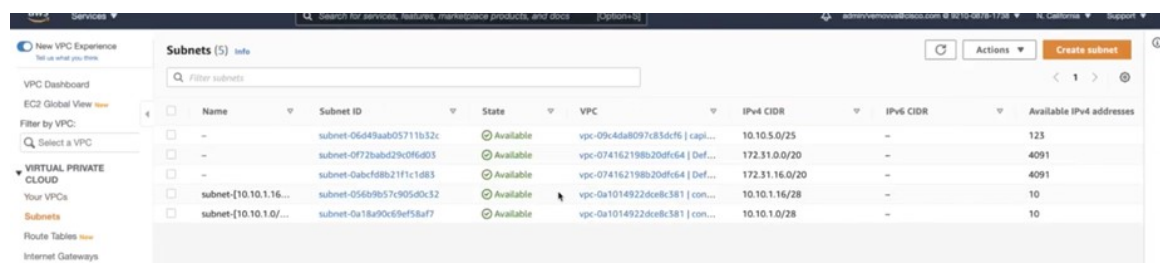 aws Services ▼ Search for services, features, marketplace products, and docs [Option+S] N. California ▼ Support ▼
New VPC Experience
Tell us what you think
Subnets (5) Info
Actions ▼ Create subnet
Filter subnets
< 1 >
VPC Dashboard
EC2 Global View New
Filter by VPC:
Select a VPC
VIRTUAL PRIVATE CLOUD
Your VPCs
Subnets
Route Tables New
Internet Gateways
Name Subnet ID State VPC IPv4 CIDR IPv6 CIDR Available IPv4 addresses
– subnet-06d49aab05711b32c Available vpc-09c4da8097c83dcf6 | capi... 10.10.5.0/25 – 123
– subnet-0f72babd29c0f6d03 Available vpc-074162198b20dfc64 | Def... 172.31.0.0/20 – 4091
– subnet-0abcfd8b21f1c1d83 Available vpc-074162198b20dfc64 | Def... 172.31.16.0/20 – 4091
subnet-[10.10.1.16... subnet-056b9b57c905d0c32 Available vpc-0a1014922dce8c381 | con... 10.10.1.16/28 – 10
subnet-[10.10.1.0/... subnet-0a18a90c69ef58af7 Available vpc-0a1014922dce8c381 | con... 10.10.1.0/28 – 10